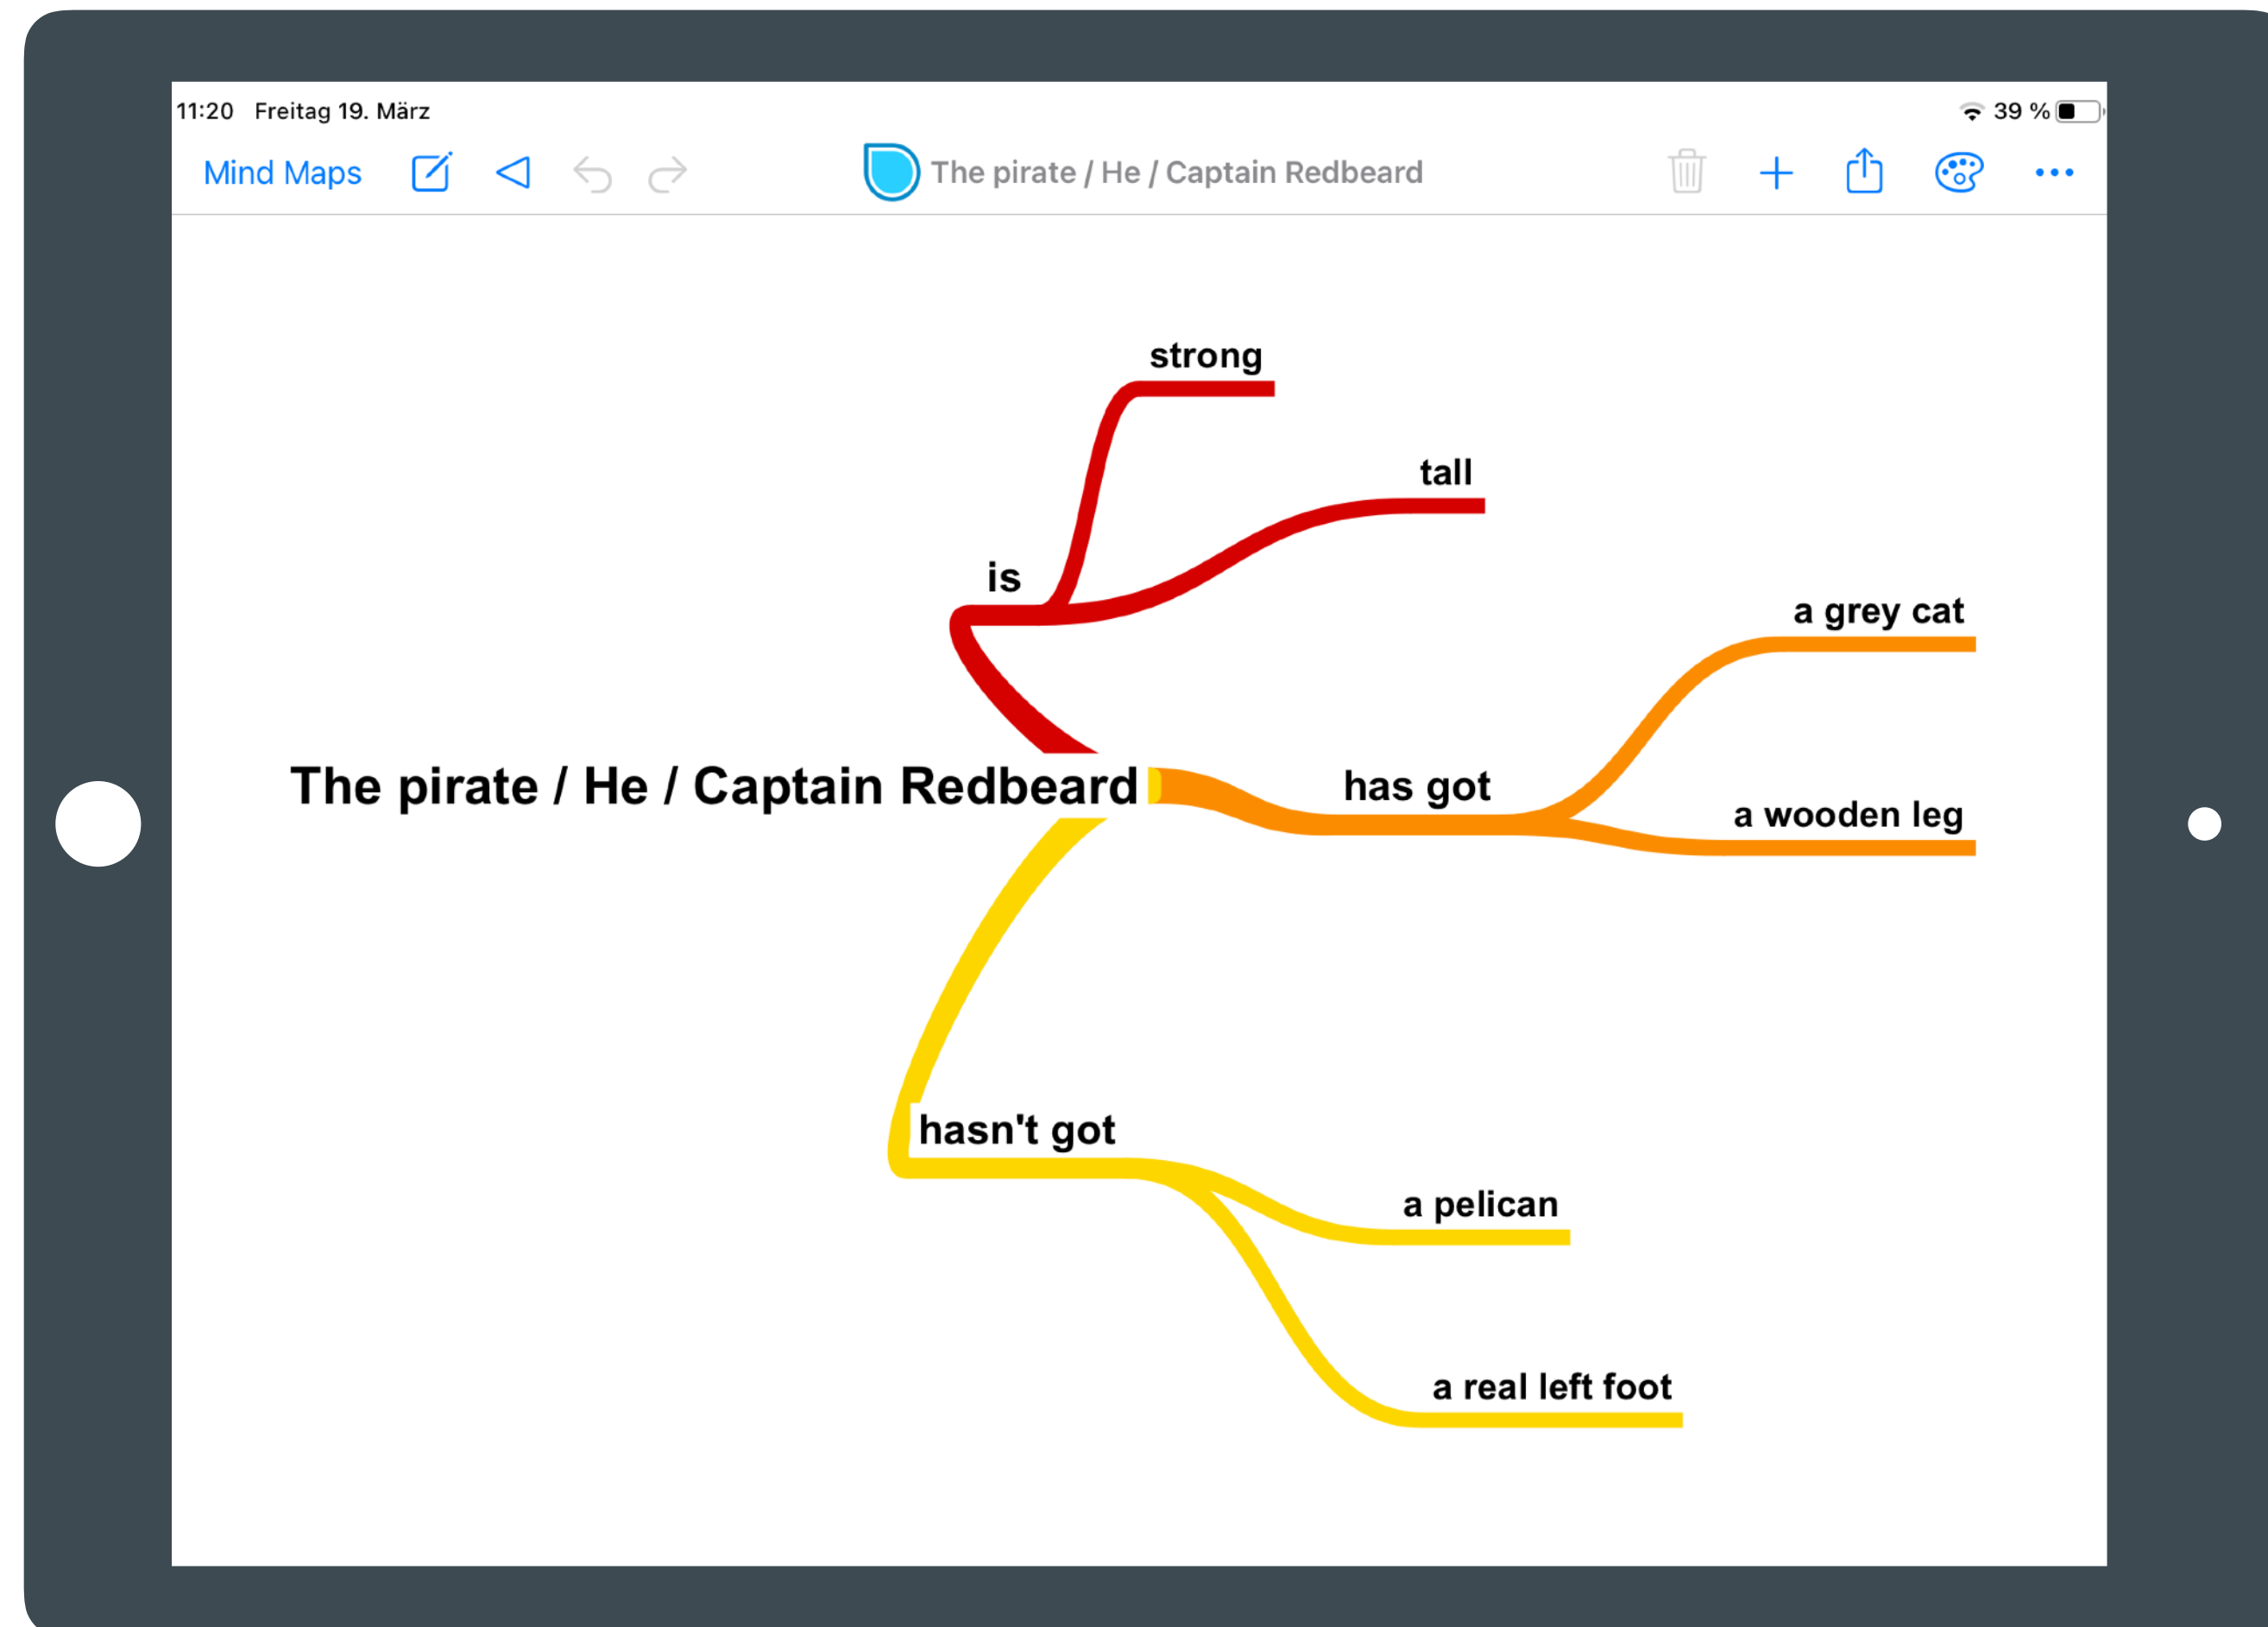 11:20 Freitag 19. März
39 %
Mind Maps
The pirate / He / Captain Redbeard
strong
tall
is
a grey cat
The pirate / He / Captain Redbeard
has got
a wooden leg
hasn't got
a pelican
a real left foot